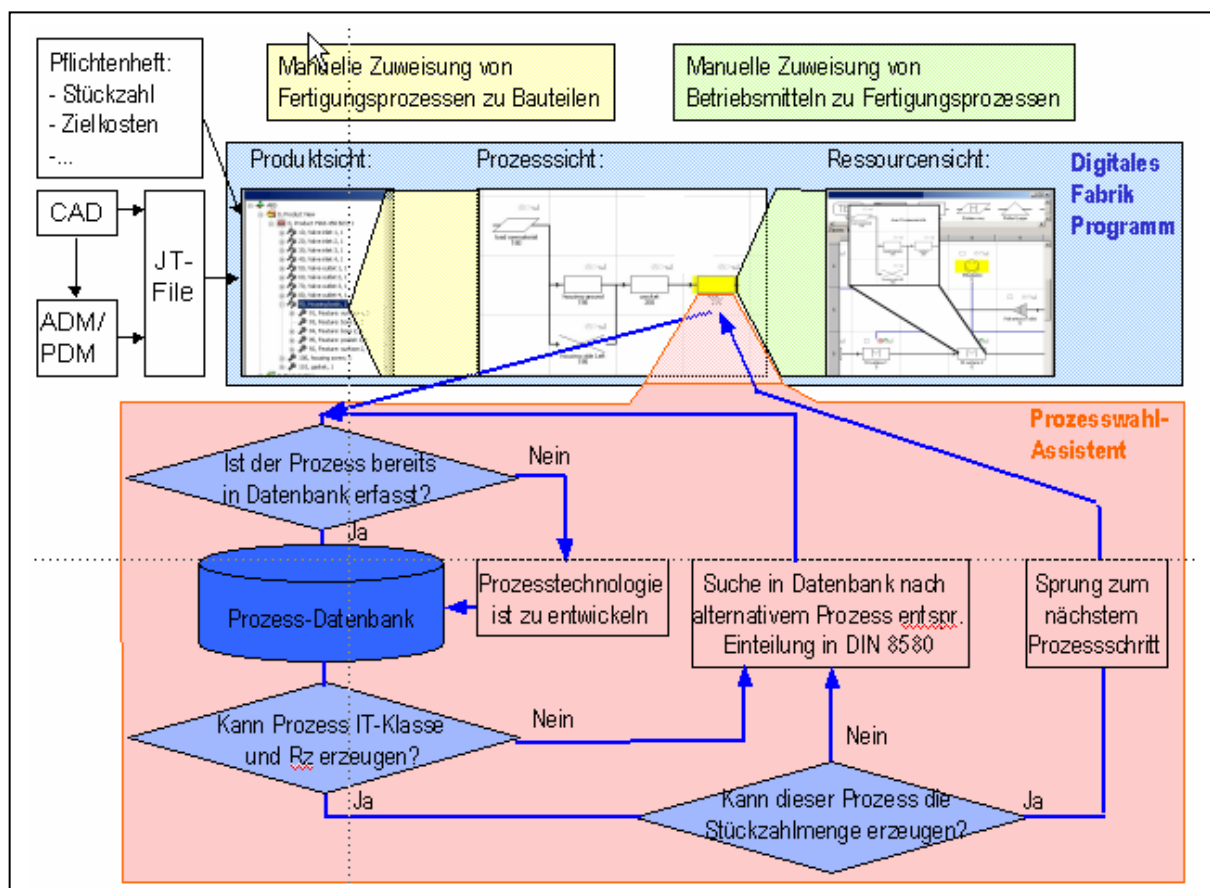 Pflichtenheft:
- Stückzahl
- Zielkosten
-...
Manuelle Zuweisung von
Fertigungsprozessen zu Bauteilen
Manuelle Zuweisung von
Betriebsmitteln zu Fertigungsprozessen
CAD
ADM/
PDM
JT-
File
Produktsicht:
Prozesssicht:
Ressourcensicht:
Digitales
Fabrik
Programm
Prozesswahl-
Assistent
Ist der Prozess bereits
in Datenbank erfasst?
Nein
Ja
Prozess-Datenbank
Prozesstechnologie
ist zu entwickeln
Suche in Datenbank nach
alternativem Prozess entspr.
Einteilung in DIN 8580
Sprung zum
nächstem
Prozessschritt
Kann Prozess IT-Klasse
und Rz erzeugen?
Nein
Ja
Nein
Kann dieser Prozess die
Stückzahlmenge erzeugen?
Ja